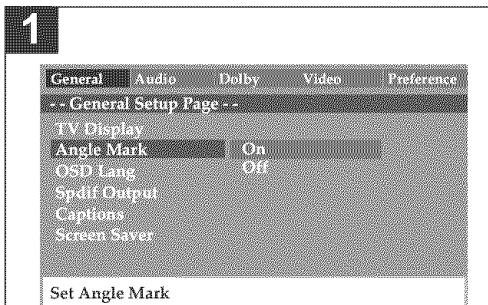 1
General Audio Dolby Video Preference
- - General Setup Page - -
TV Display
Angle Mark On
OSD Lang Off
Spdif Output
Captions
Screen Saver
Set Angle Mark